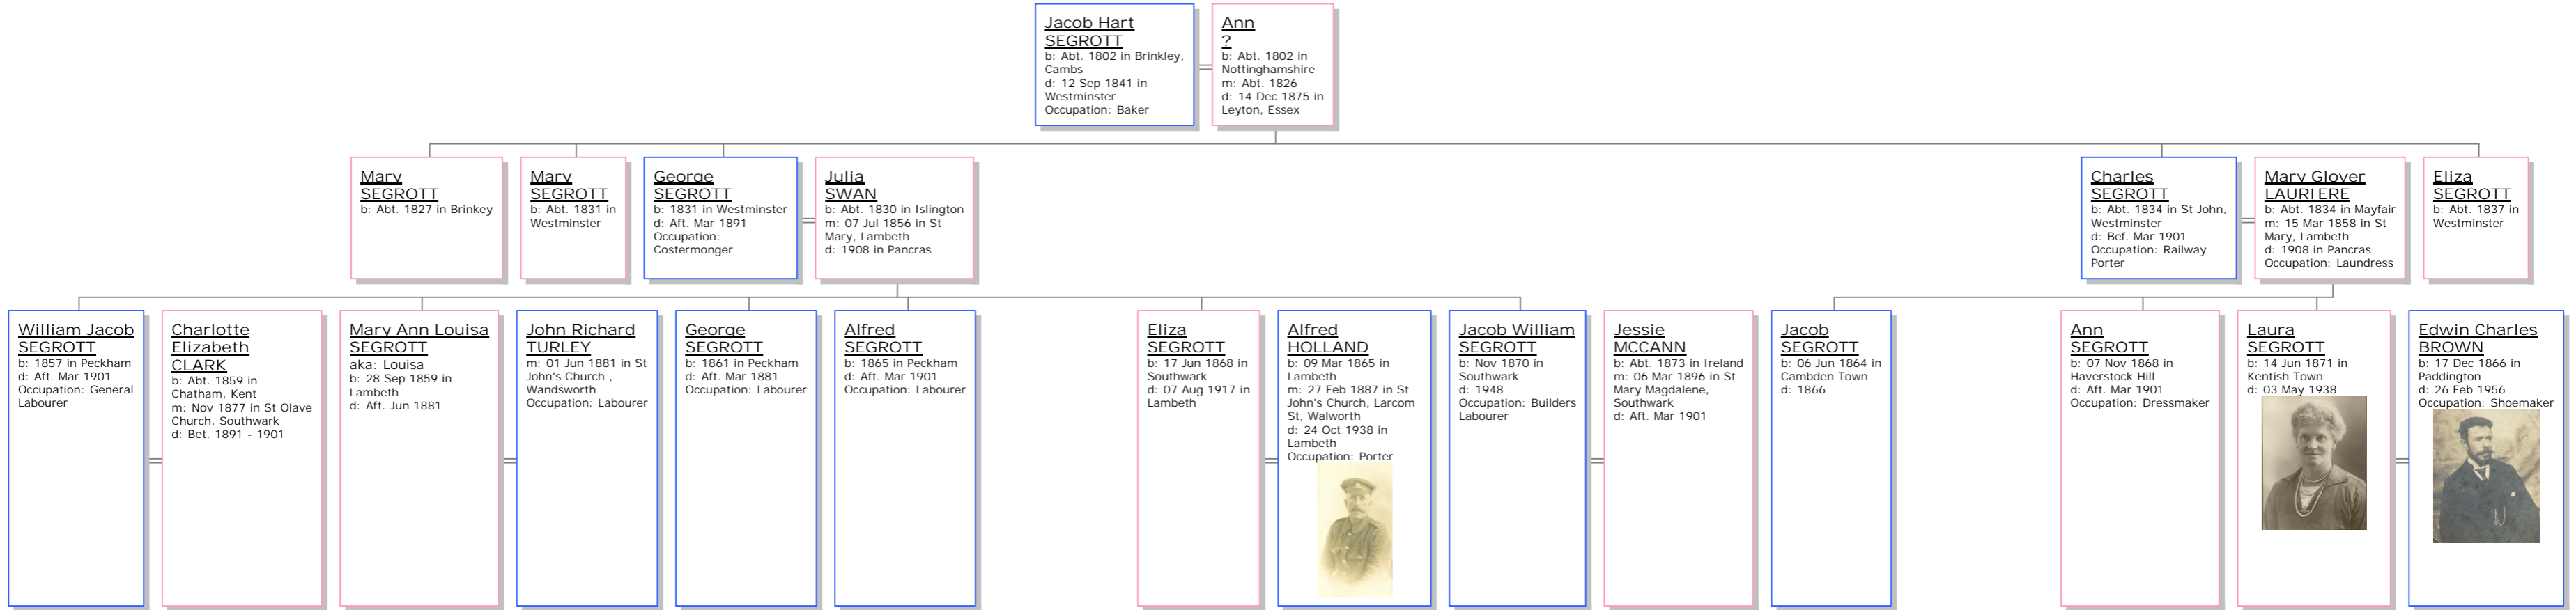 Jacob Hart
SEGROTT
b: Abt. 1802 in Brinkley,
Cambs
d: 12 Sep 1841 in
Westminster
Occupation: Baker
Ann
?
b: Abt. 1802 in
Nottinghamshire
m: Abt. 1826
d: 14 Dec 1875 in
Leyton, Essex
Mary
SEGROTT
b: Abt. 1827 in Brinkey
Mary
SEGROTT
b: Abt. 1831 in
Westminster
George
SEGROTT
b: 1831 in Westminster
d: Aft. Mar 1891
Occupation:
Costermonger
Julia
SWAN
b: Abt. 1830 in Islington
m: 07 Jul 1856 in St
Mary, Lambeth
d: 1908 in Pancras
Charles
SEGROTT
b: Abt. 1834 in St John,
Westminster
d: Bef. Mar 1901
Occupation: Railway
Porter
Mary Glover
LAURIERE
b: Abt. 1834 in Mayfair
m: 15 Mar 1858 in St
Mary, Lambeth
d: 1908 in Pancras
Occupation: Laundress
Eliza
SEGROTT
b: Abt. 1837 in
Westminster
William Jacob
SEGROTT
b: 1857 in Peckham
d: Aft. Mar 1901
Occupation: General
Labourer
Charlotte
Elizabeth
CLARK
b: Abt. 1859 in
Chatham, Kent
m: Nov 1877 in St Olave
Church, Southwark
d: Bet. 1891 - 1901
Mary Ann Louisa
SEGROTT
aka: Louisa
b: 28 Sep 1859 in
Lambeth
d: Aft. Jun 1881
John Richard
TURLEY
m: 01 Jun 1881 in St
John's Church ,
Wandsworth
Occupation: Labourer
George
SEGROTT
b: 1861 in Peckham
d: Aft. Mar 1881
Occupation: Labourer
Alfred
SEGROTT
b: 1865 in Peckham
d: Aft. Mar 1901
Occupation: Labourer
Eliza
SEGROTT
b: 17 Jun 1868 in
Southwark
d: 07 Aug 1917 in
Lambeth
Alfred
HOLLAND
b: 09 Mar 1865 in
Lambeth
m: 27 Feb 1887 in St
John's Church, Larcom
St, Walworth
d: 24 Oct 1938 in
Lambeth
Occupation: Porter
Jacob William
SEGROTT
b: Nov 1870 in
Southwark
d: 1948
Occupation: Builders
Labourer
Jessie
MCCANN
b: Abt. 1873 in Ireland
m: 06 Mar 1896 in St
Mary Magdalene,
Southwark
d: Aft. Mar 1901
Jacob
SEGROTT
b: 06 Jun 1864 in
Cambden Town
d: 1866
Ann
SEGROTT
b: 07 Nov 1868 in
Haverstock Hill
d: Aft. Mar 1901
Occupation: Dressmaker
Laura
SEGROTT
b: 14 Jun 1871 in
Kentish Town
d: 03 May 1938
Edwin Charles
BROWN
b: 17 Dec 1866 in
Paddington
d: 26 Feb 1956
Occupation: Shoemaker